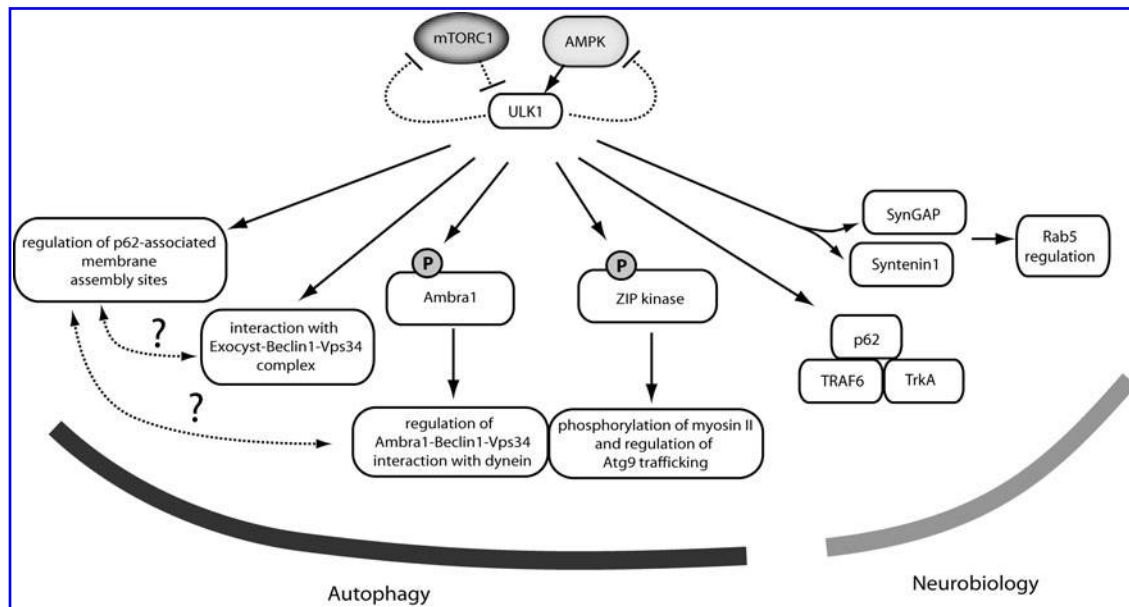 mTORC1
AMPK
ULK1
regulation of p62-associated
membrane
assembly sites
?
interaction with
Exocyst-Beclin1-Vps34
complex
?
P
Ambra1
regulation of
Ambra1-Beclin1-Vps34
interaction with dynein
P
ZIP kinase
phosphorylation of myosin II
and regulation of
Atg9 trafficking
SynGAP
Syntenin1
Rab5
regulation
p62
TRAF6
TrkA
Autophagy
Neurobiology